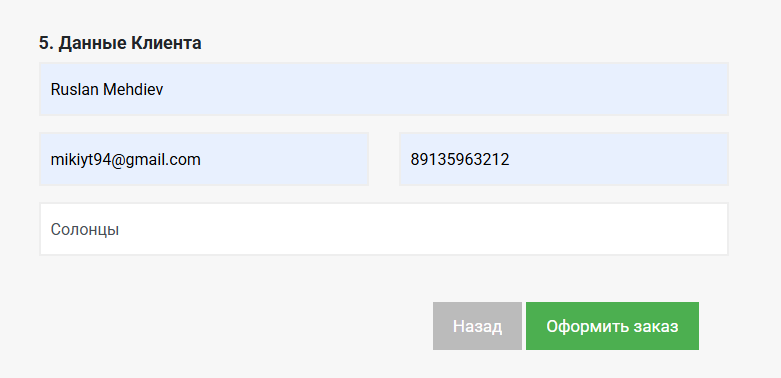 5. Данные Клиента
Ruslan Mehdiev
mikiyt94@gmail.com
89135963212
Солонцы
Назад
Оформить заказ